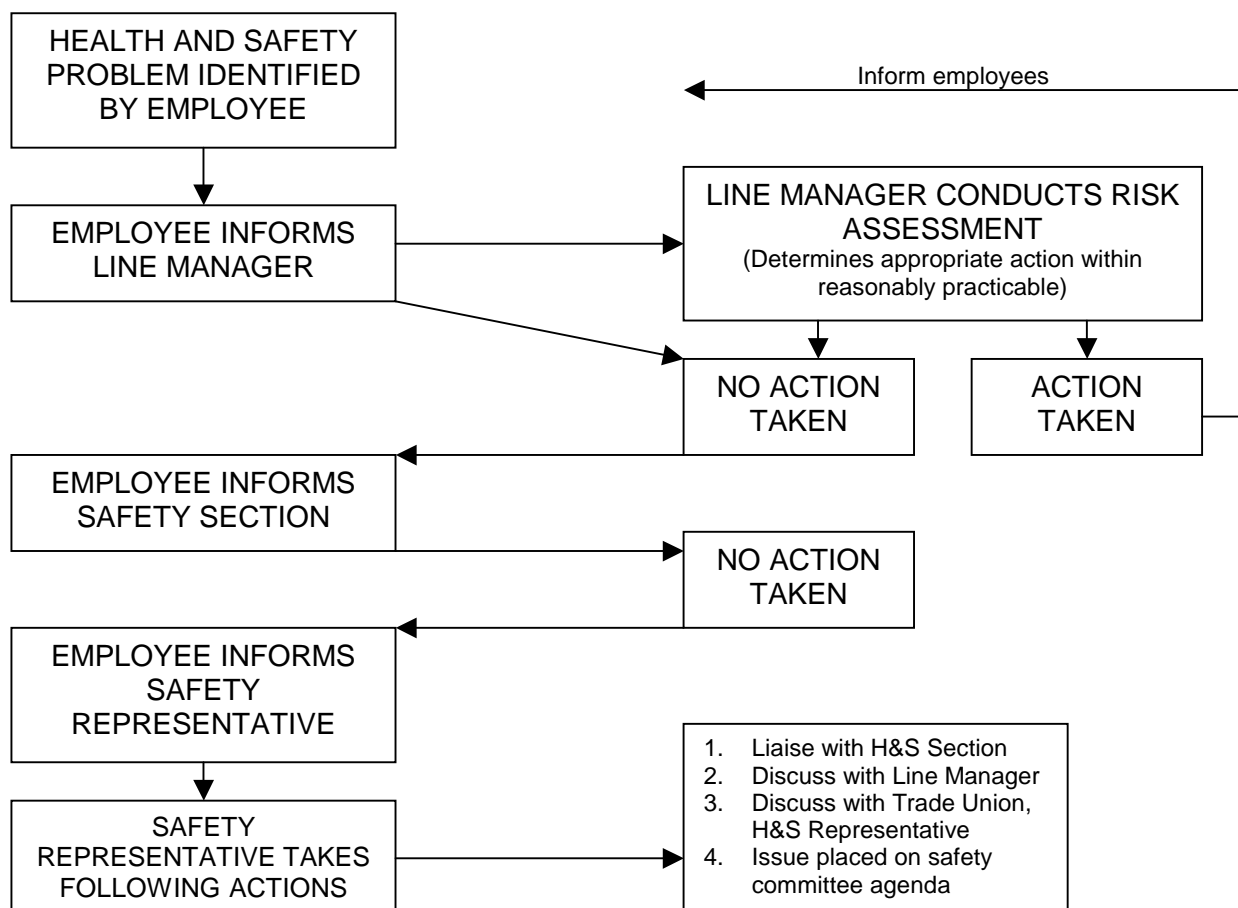 HEALTH AND SAFETY
PROBLEM IDENTIFIED
BY EMPLOYEE
Inform employees
EMPLOYEE INFORMS
LINE MANAGER
LINE MANAGER CONDUCTS RISK
ASSESSMENT
(Determines appropriate action within
reasonably practicable)
NO ACTION
TAKEN
ACTION
TAKEN
EMPLOYEE INFORMS
SAFETY SECTION
NO ACTION
TAKEN
EMPLOYEE INFORMS
SAFETY
REPRESENTATIVE
SAFETY
REPRESENTATIVE TAKES
FOLLOWING ACTIONS
1. Liaise with H&S Section
2. Discuss with Line Manager
3. Discuss with Trade Union,
H&S Representative
4. Issue placed on safety
committee agenda